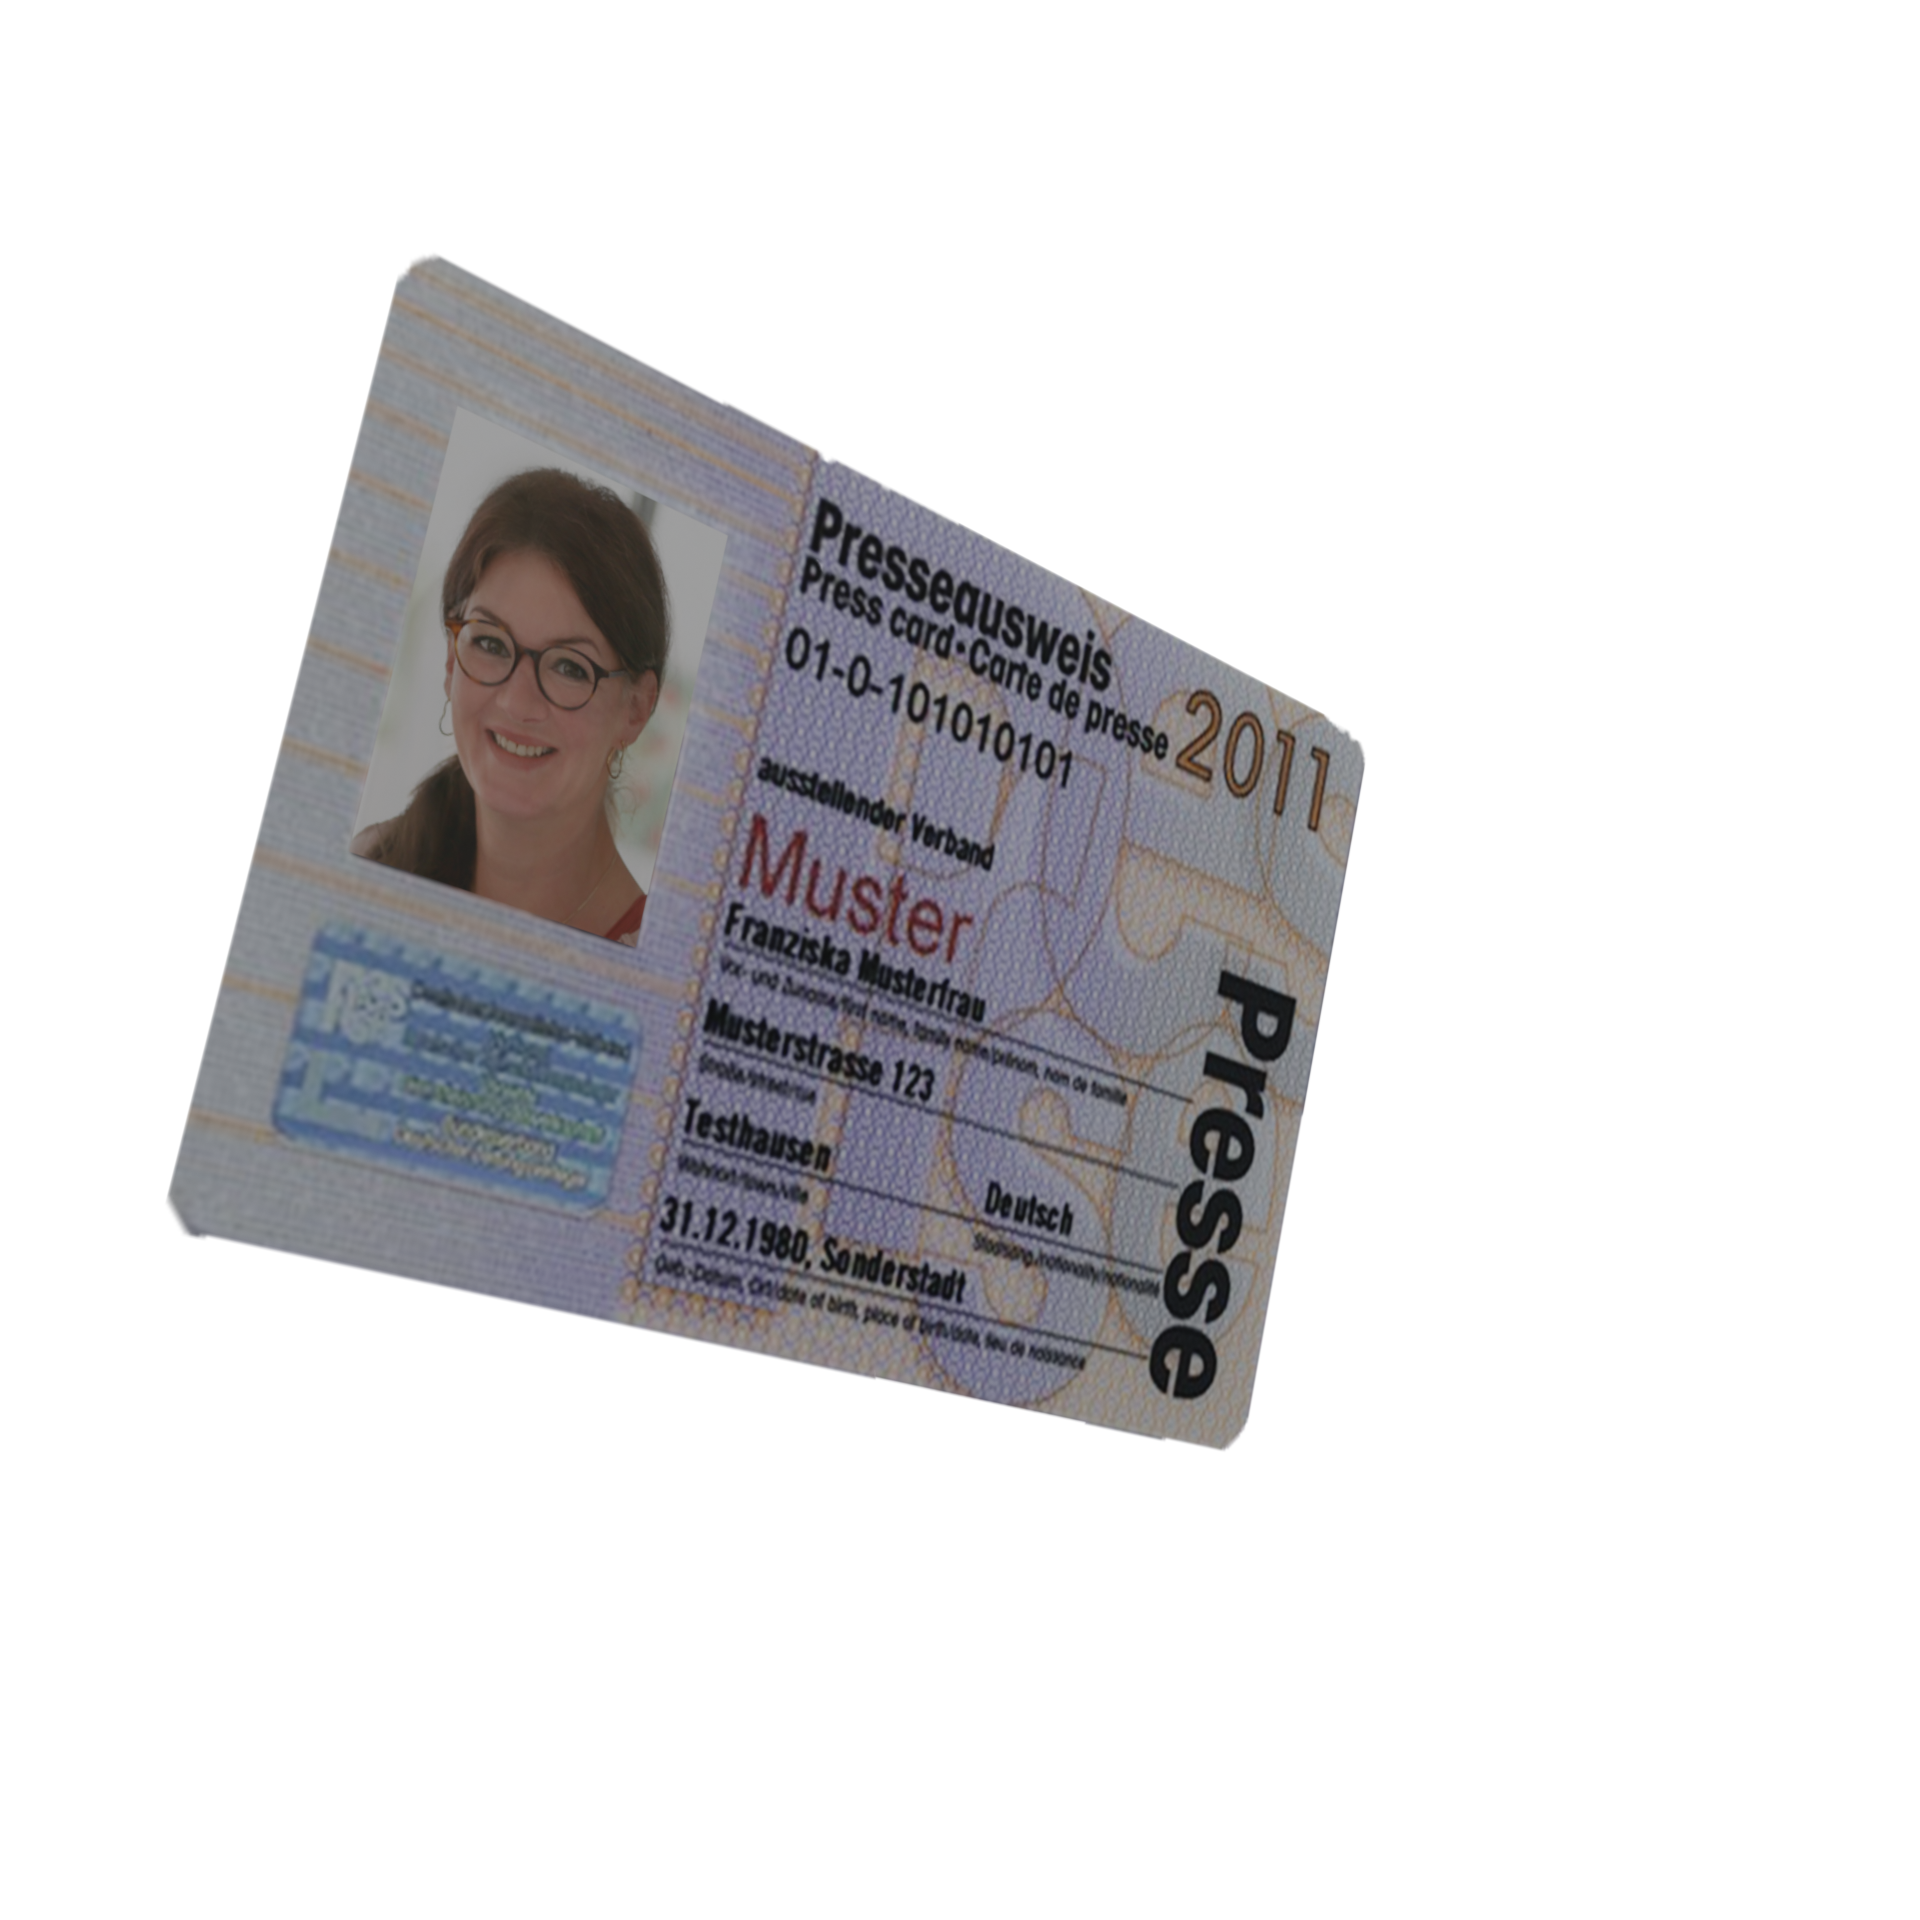 Presseausweis
Press card·Carte de presse 2011
01-0-101010101
ausstellender Verband
Muster
Franziska Musterfrau
Vor- und Zuname/first name, family name/prénom, nom de famille
Musterstrasse 123
Straße/street/rue
Testhausen
Wohnort/town/ville
Deutsch
Staatsang./nationality/nationalité
31.12.1980, Sonderstadt
Geb.-Datum, Ort/date of birth, place of birth/date, lieu de naissance
Presse